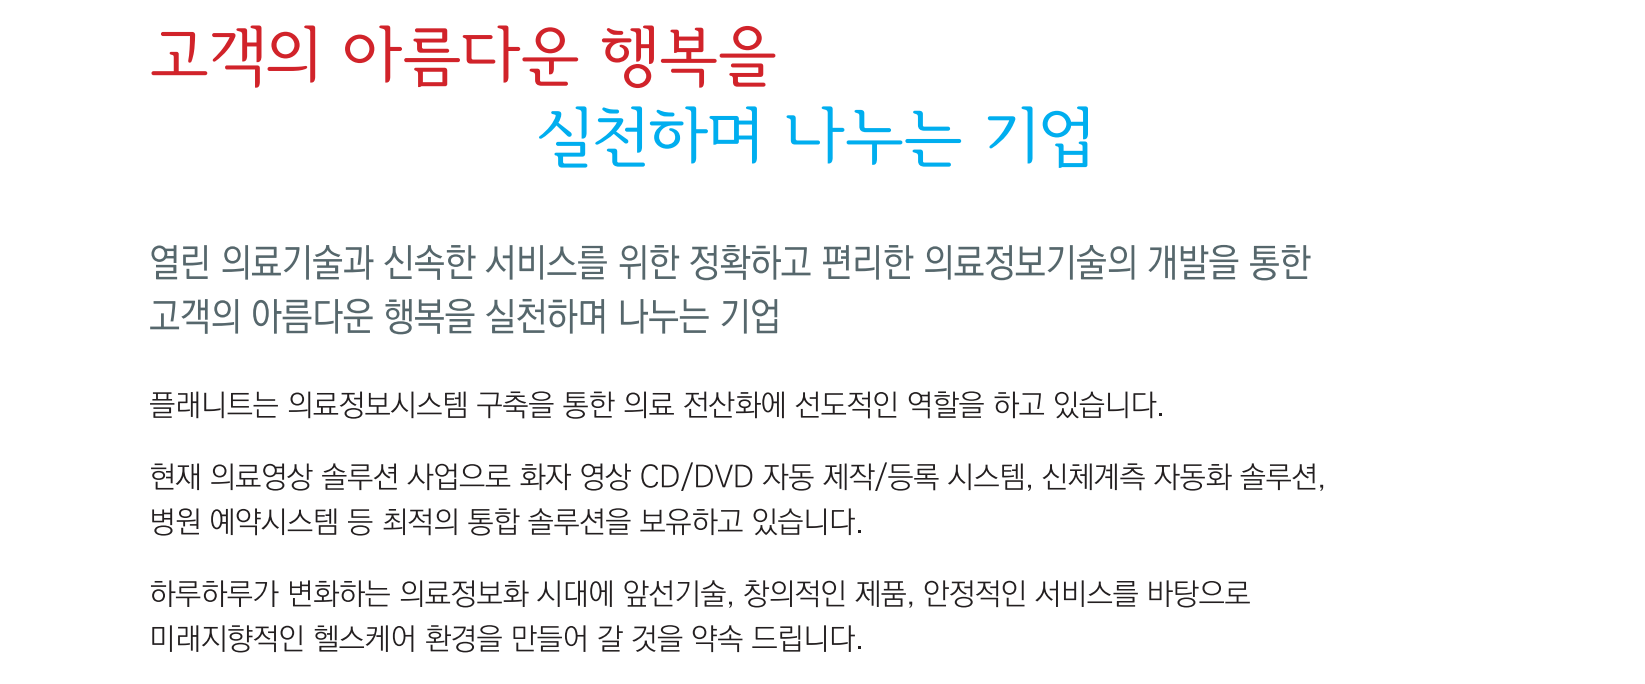 고객의 아름다운 행복을
실천하며 나누는 기업
열린 의료기술과 신속한 서비스를 위한 정확하고 편리한 의료정보기술의 개발을 통한
고객의 아름다운 행복을 실천하며 나누는 기업
플래니트는 의료정보시스템 구축을 통한 의료 전산화에 선도적인 역할을 하고 있습니다.
현재 의료영상 솔루션 사업으로 화자 영상 CD/DVD 자동 제작/등록 시스템, 신체계측 자동화 솔루션,
병원 예약시스템 등 최적의 통합 솔루션을 보유하고 있습니다.
하루하루가 변화하는 의료정보화 시대에 앞선기술, 창의적인 제품, 안정적인 서비스를 바탕으로
미래지향적인 헬스케어 환경을 만들어 갈 것을 약속 드립니다.